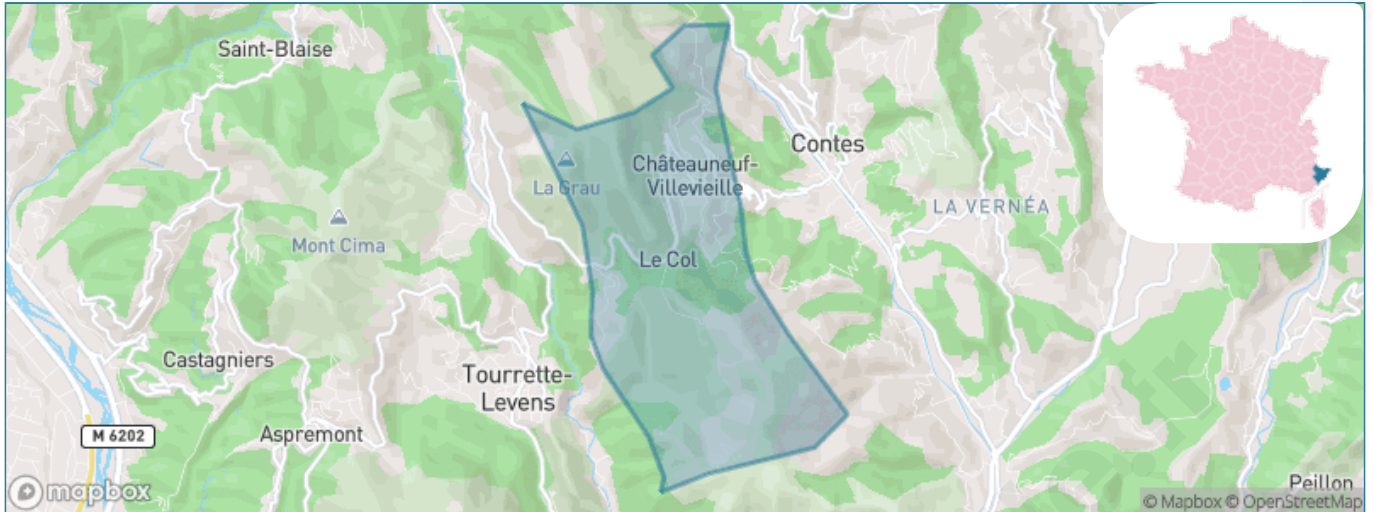 Saint-Blaise
Contes
Châteauneuf-
Villevieille
La Grau
LA VERNÉA
Mont Cima
Le Col
Castagniers
Tourrette-
Levens
M 6202
Aspremont
Peillon
mapbox
© Mapbox © OpenStreetMap